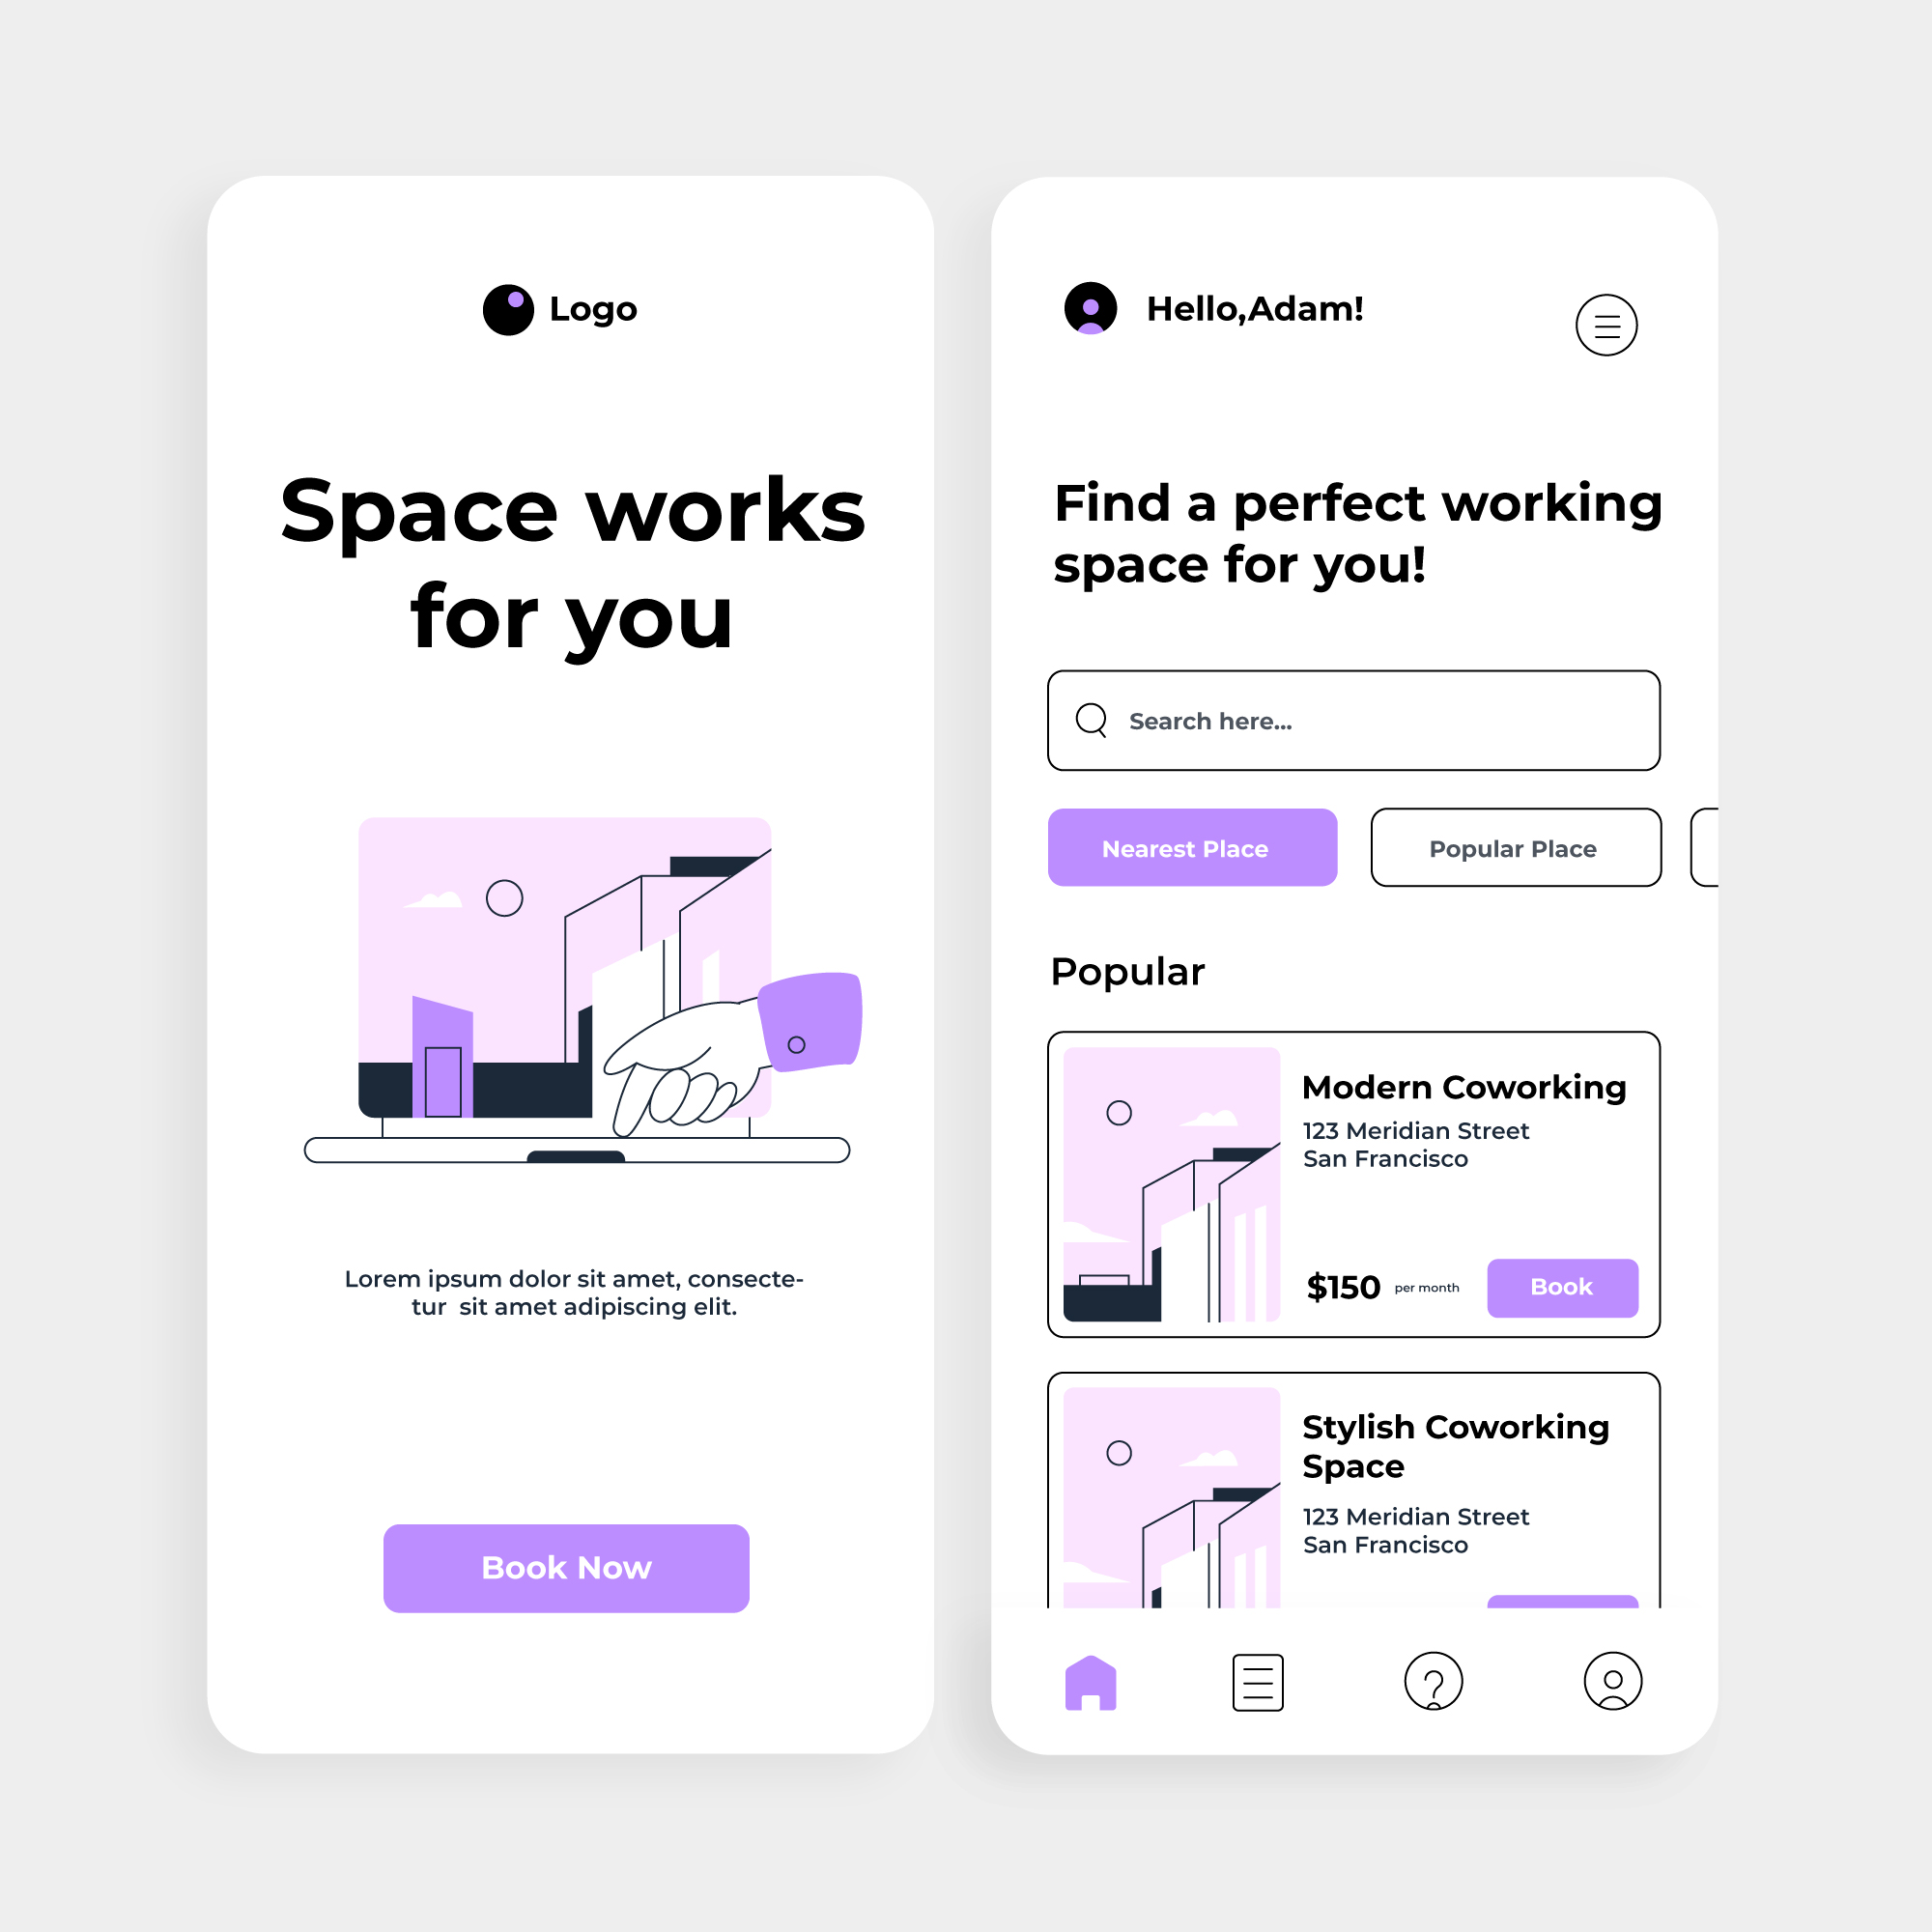 Logo
Space works
for you
Lorem ipsum dolor sit amet, consecte-
tur  sit amet adipiscing elit.
Book Now
Hello,Adam!
Find a perfect working
space for you!
Search here...
Nearest Place
Popular Place
Popular
Modern Coworking
123 Meridian Street
San Francisco
$150 per month
Book
Stylish Coworking
Space
123 Meridian Street
San Francisco
?